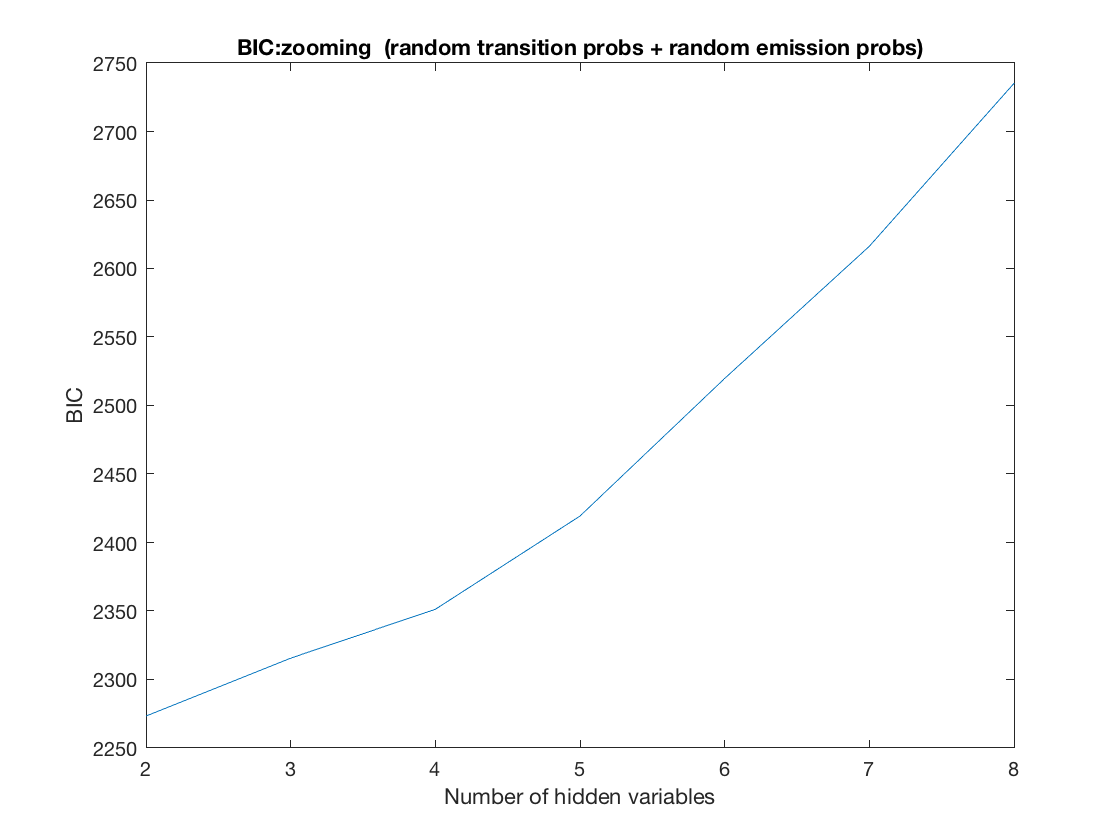 BIC:zooming  (random transition probs + random emission probs)
2750
2700
2650
2600
2550
2500
2450
2400
2350
2300
2250
BIC
2 3 4 5 6 7 8
Number of hidden variables